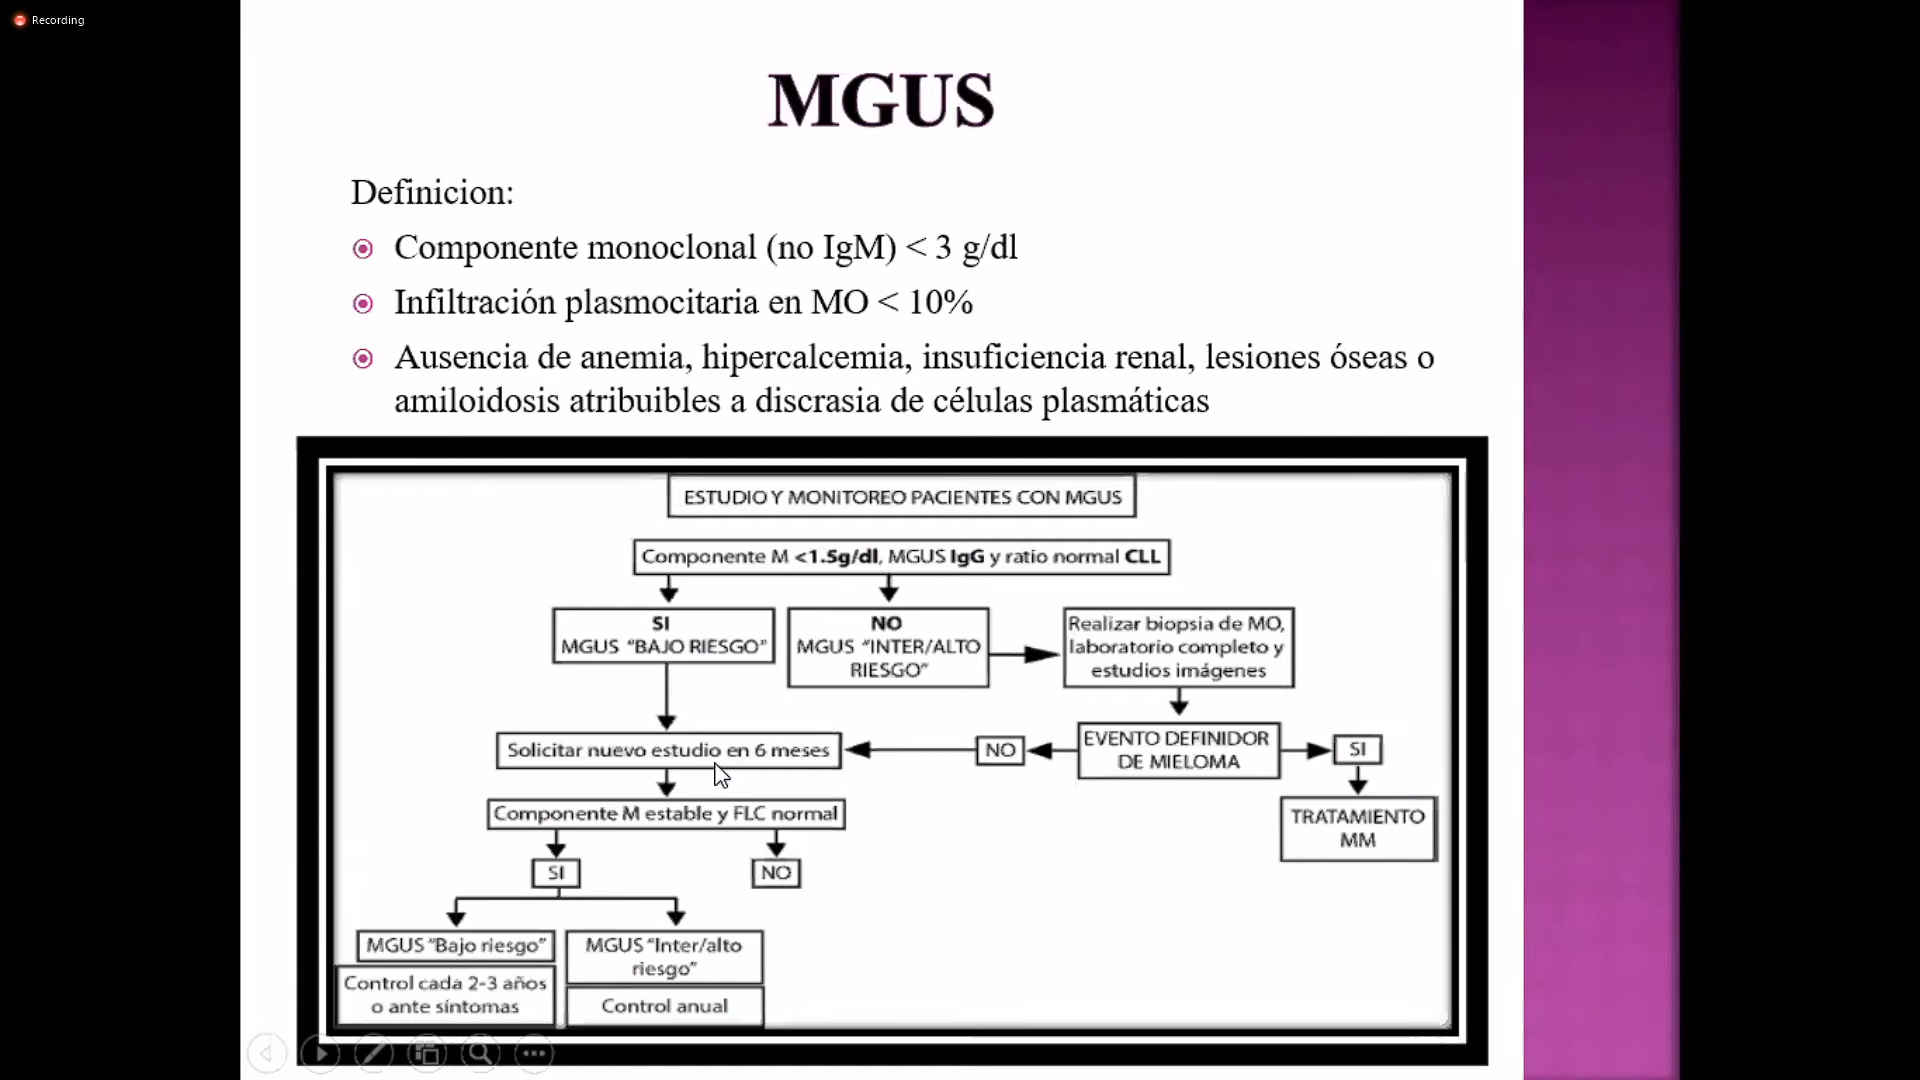 Recording
MGUS
Definicion:
Componente monoclonal (no IgM) < 3 g/dl
Infiltración plasmocitaria en MO < 10%
Ausencia de anemia, hipercalcemia, insuficiencia renal, lesiones óseas o
amiloidosis atribuibles a discrasia de células plasmáticas
ESTUDIO Y MONITOREO PACIENTES CON MGUS
Componente M <1.5g/dl, MGUS IgG y ratio normal CLL
SI
MGUS "BAJO RIESGO"
NO
MGUS "INTER/ALTO
RIESGO"
Realizar biopsia de MO,
laboratorio completo y
estudios imágenes
Solicitar nuevo estudio en 6 meses
NO
EVENTO DEFINIDOR
DE MIELOMA
SI
TRATAMIENTO
MM
Componente M estable y FLC normal
SI
NO
MGUS "Bajo riesgo"
Control cada 2-3 años
o ante síntomas
MGUS "Inter/alto
riesgo"
Control anual